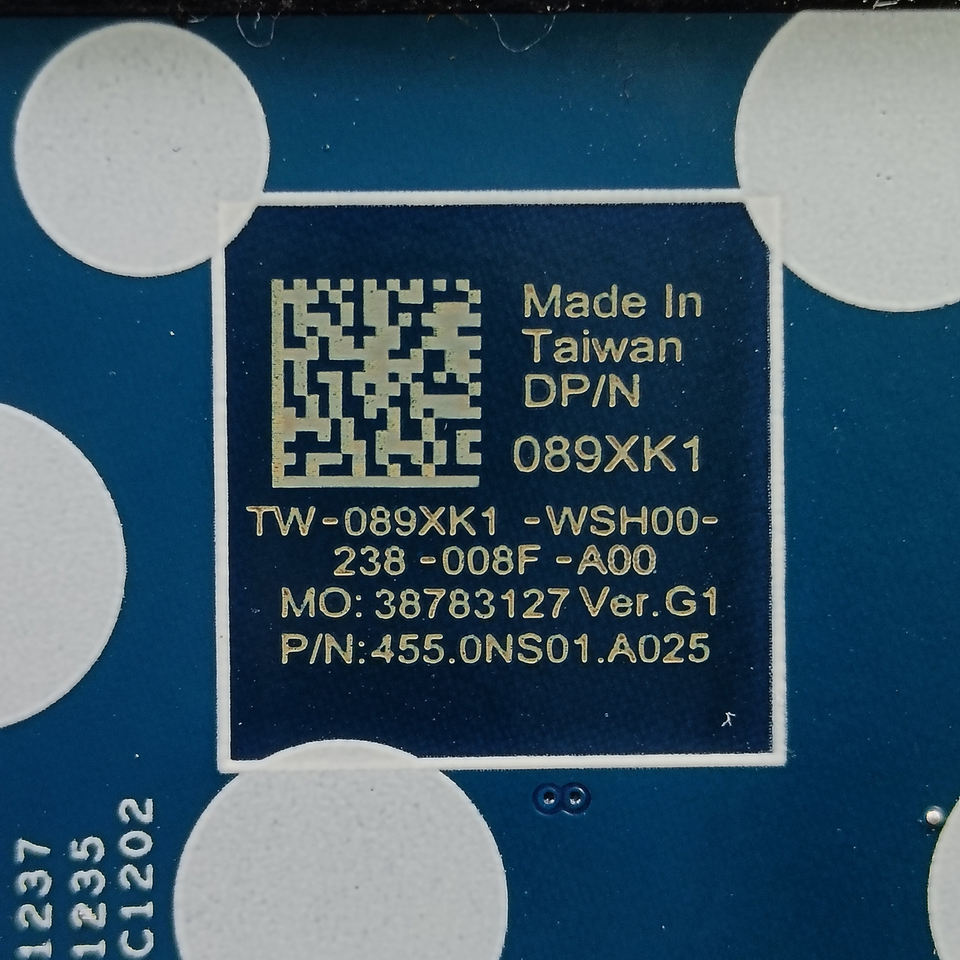 Made In
Taiwan
DP/N
089XK1
TW-089XK1 -WSH00-
238 -008F -A00
MO: 38783127 Ver.G1
P/N:455.0NS01.A025
1237
1235
C1202